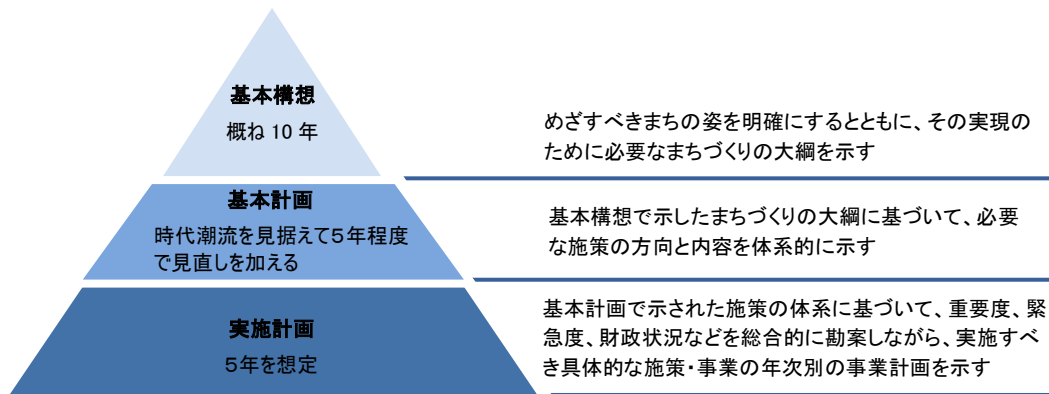 基本構想
概ね 10 年
めざすべきまちの姿を明確にするとともに、その実現の
ために必要なまちづくりの大綱を示す
基本計画
時代潮流を見据えて５年程度
で見直しを加える
基本構想で示したまちづくりの大綱に基づいて、必要
な施策の方向と内容を体系的に示す
実施計画
５年を想定
基本計画で示された施策の体系に基づいて、重要度、緊
急度、財政状況などを総合的に勘案しながら、実施すべ
き具体的な施策・事業の年次別の事業計画を示す